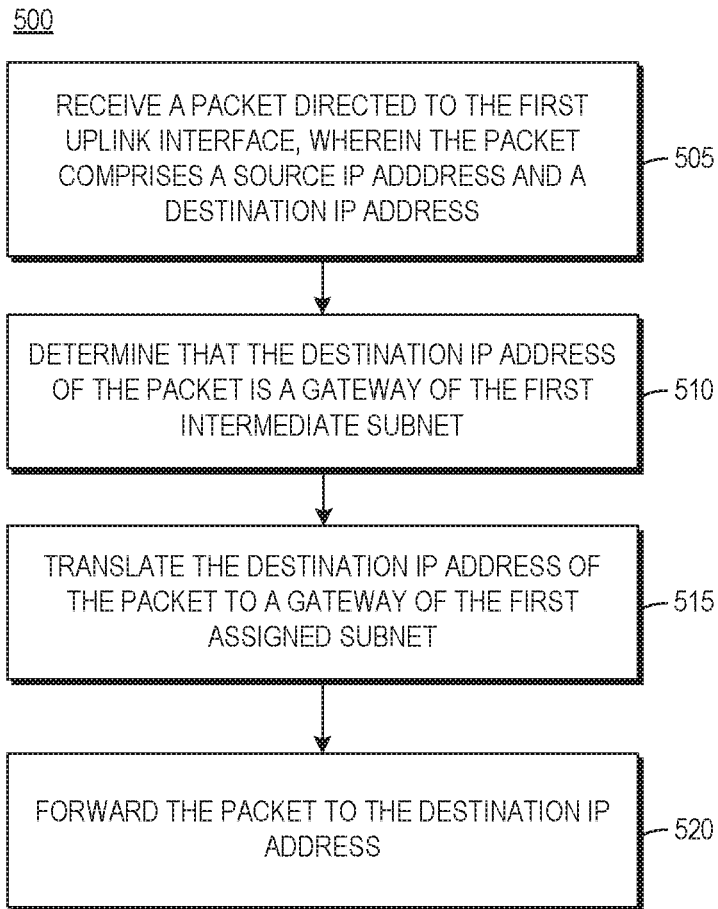 500
RECEIVE A PACKET DIRECTED TO THE FIRST
UPLINK INTERFACE, WHEREIN THE PACKET
COMPRISES A SOURCE IP ADDDRESS AND A
DESTINATION IP ADDRESS
505
DETERMINE THAT THE DESTINATION IP ADDRESS
OF THE PACKET IS A GATEWAY OF THE FIRST
INTERMEDIATE SUBNET
510
TRANSLATE THE DESTINATION IP ADDRESS OF
THE PACKET TO A GATEWAY OF THE FIRST
ASSIGNED SUBNET
515
FORWARD THE PACKET TO THE DESTINATION IP
ADDRESS
520